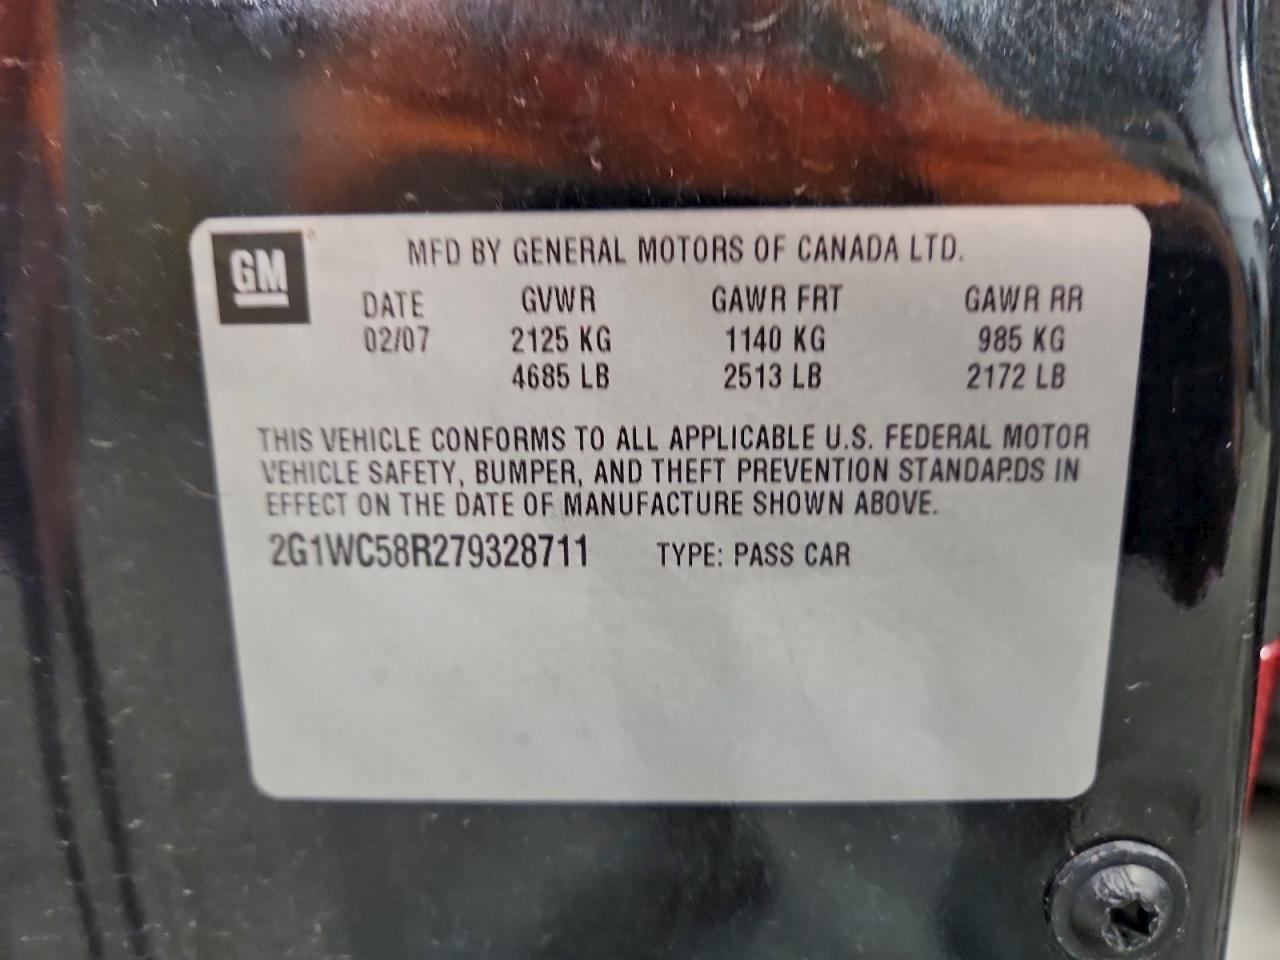 GM
MFD BY GENERAL MOTORS OF CANADA LTD.
DATE GVWR GAWR FRT GAWR RR
02/07 2125 KG 1140 KG 985 KG
4685 LB 2513 LB 2172 LB
THIS VEHICLE CONFORMS TO ALL APPLICABLE U.S. FEDERAL MOTOR
VEHICLE SAFETY, BUMPER, AND THEFT PREVENTION STANDARDS IN
EFFECT ON THE DATE OF MANUFACTURE SHOWN ABOVE.
2G1WC58R279328711 TYPE: PASS CAR